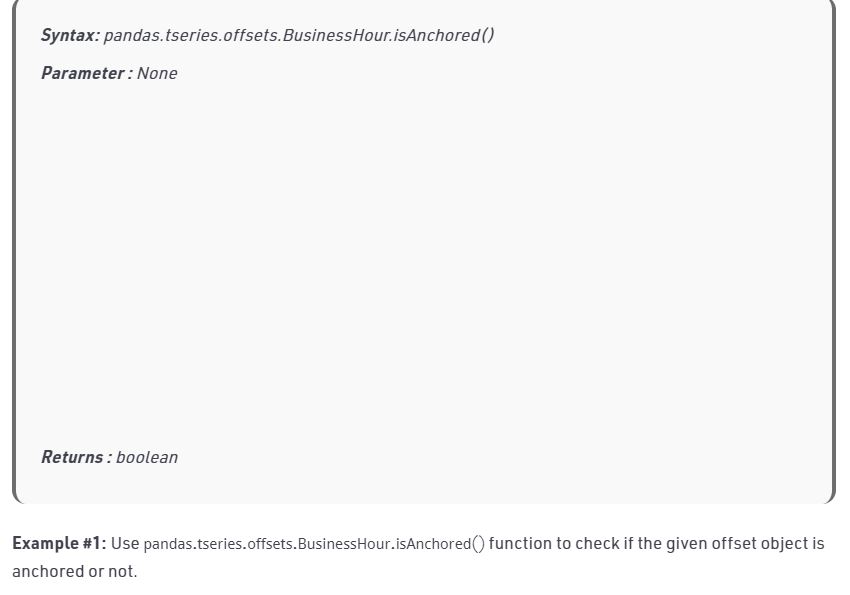 Syntax: pandas.tseries.offsets.BusinessHour.isAnchored()
Parameter : None
Returns : boolean
Example #1: Use pandas.tseries.offsets.BusinessHour.isAnchored() function to check if the given offset object is
anchored or not.